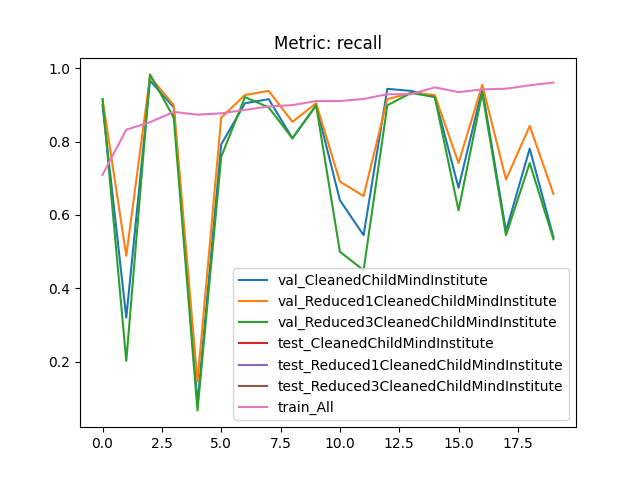 Metric: recall
1.0
0.8
0.6
0.4
0.2
0.0
2.5
5.0
7.5
10.0
12.5
15.0
17.5
val_CleanedChildMindInstitute
val_Reduced1CleanedChildMindInstitute
val_Reduced3CleanedChildMindInstitute
test_CleanedChildMindInstitute
test_Reduced1CleanedChildMindInstitute
test_Reduced3CleanedChildMindInstitute
train_All